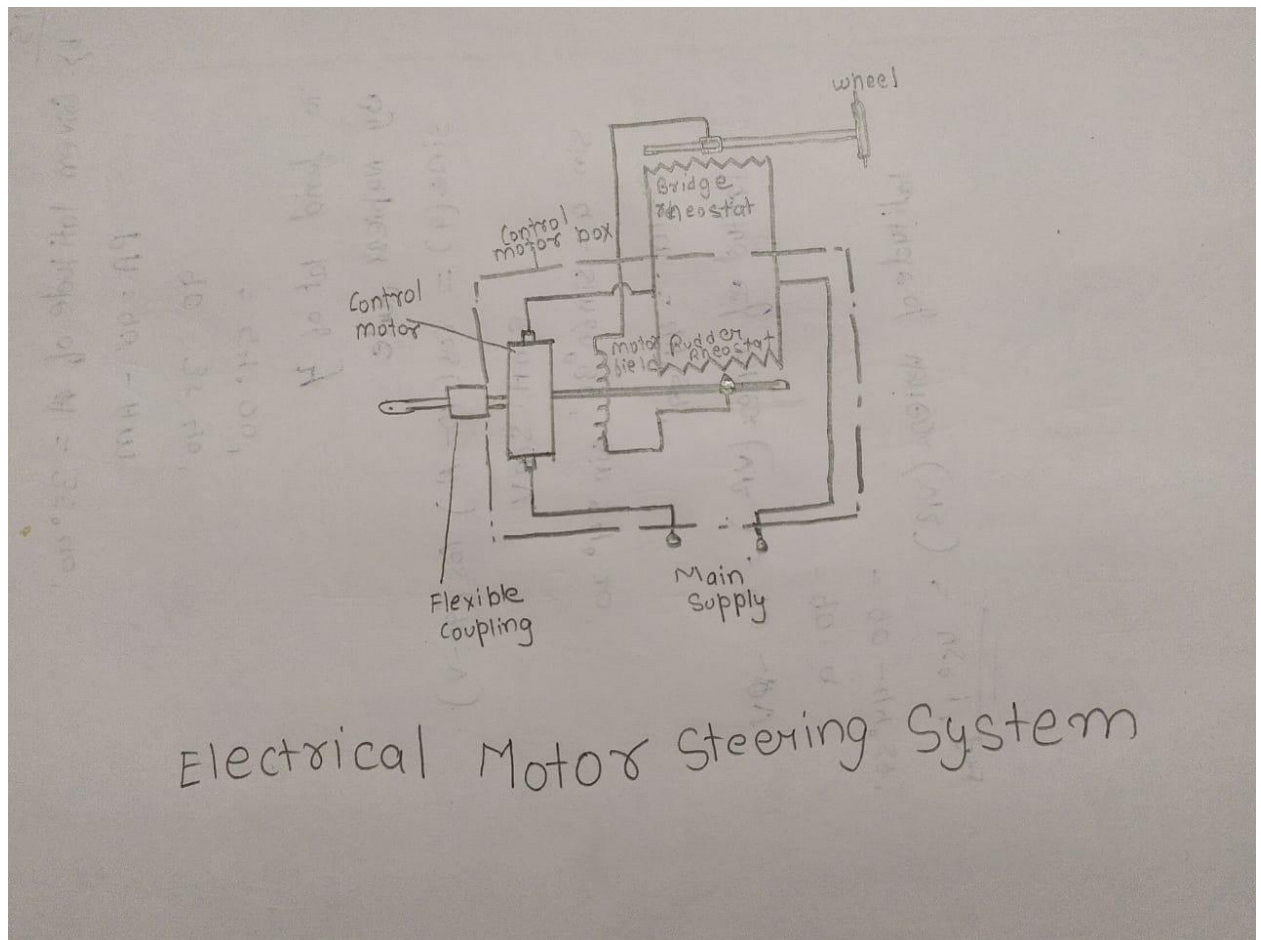 wheel
Bridge
rheostat
Control
motor box
Control
motor
motor
field
Rudder
rheostat
Flexible
Coupling
Main
Supply
Electrical Motor Steering System